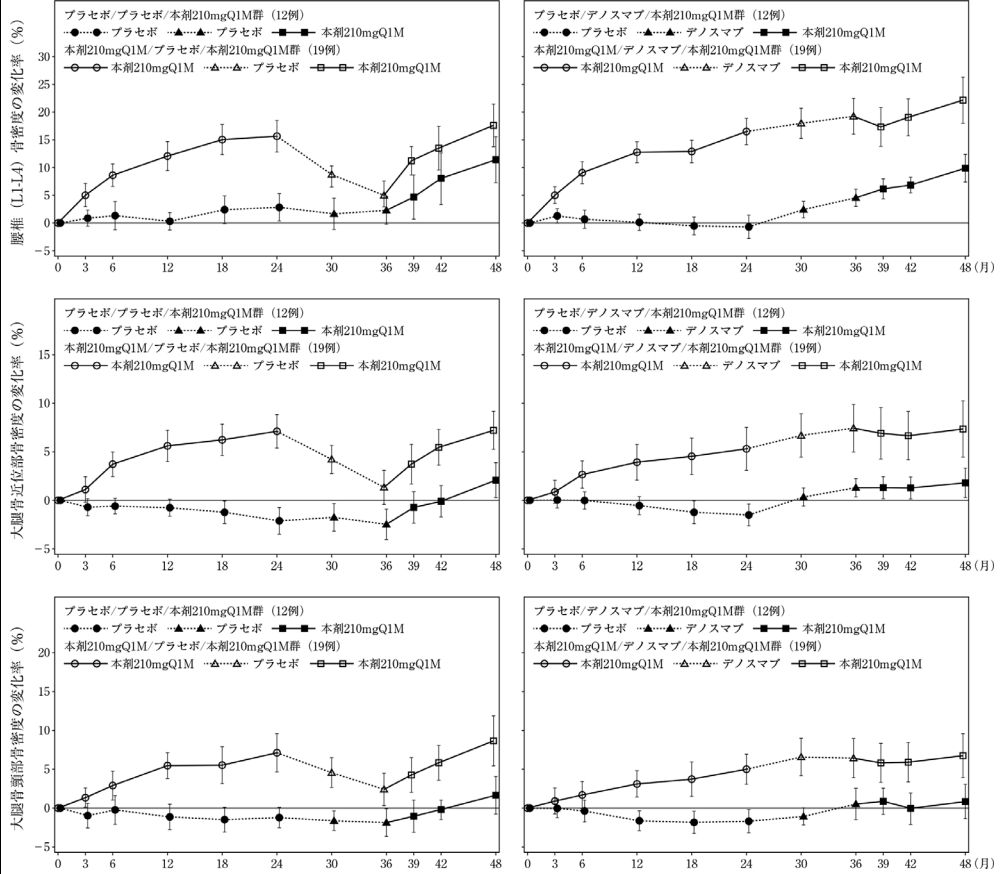 プラセボ/プラセボ/本剤210mgQ1M群（12例）
プラセボ プラセボ 本剤210mgQ1M
本剤210mgQ1M/プラセボ/本剤210mgQ1M群（19例）
本剤210mgQ1M プラセボ 本剤210mgQ1M
腰椎（L1-L4）骨密度の変化率（%）
30
25
20
15
10
5
0
−5
0 3 6 12 18 24 30 36 39 42 48
プラセボ/デノスマブ/本剤210mgQ1M群（12例）
プラセボ デノスマブ 本剤210mgQ1M
本剤210mgQ1M/デノスマブ/本剤210mgQ1M群（19例）
本剤210mgQ1M デノスマブ 本剤210mgQ1M
0 3 6 12 18 24 30 36 39 42 48（月）
プラセボ/プラセボ/本剤210mgQ1M群（12例）
プラセボ プラセボ 本剤210mgQ1M
本剤210mgQ1M/プラセボ/本剤210mgQ1M群（19例）
本剤210mgQ1M プラセボ 本剤210mgQ1M
大腿骨近位部骨密度の変化率（%）
15
10
5
0
−5
0 3 6 12 18 24 30 36 39 42 48
プラセボ/デノスマブ/本剤210mgQ1M群（12例）
プラセボ デノスマブ 本剤210mgQ1M
本剤210mgQ1M/デノスマブ/本剤210mgQ1M群（19例）
本剤210mgQ1M デノスマブ 本剤210mgQ1M
0 3 6 12 18 24 30 36 39 42 48（月）
プラセボ/プラセボ/本剤210mgQ1M群（12例）
プラセボ プラセボ 本剤210mgQ1M
本剤210mgQ1M/プラセボ/本剤210mgQ1M群（19例）
本剤210mgQ1M プラセボ 本剤210mgQ1M
大腿骨頸部骨密度の変化率（%）
20
15
10
5
0
−5
0 3 6 12 18 24 30 36 39 42 48
プラセボ/デノスマブ/本剤210mgQ1M群（12例）
プラセボ デノスマブ 本剤210mgQ1M
本剤210mgQ1M/デノスマブ/本剤210mgQ1M群（19例）
本剤210mgQ1M デノスマブ 本剤210mgQ1M
0 3 6 12 18 24 30 36 39 42 48（月）